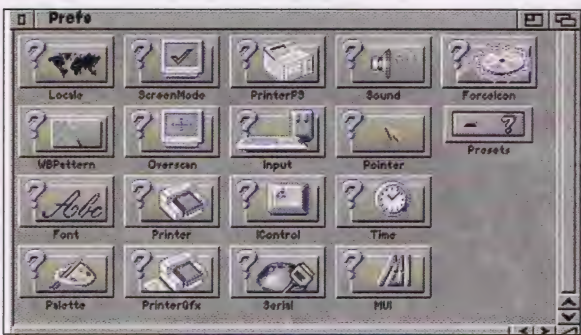 Prefs
Locale ScreenMode PrinterPS Sound ForceIcon
WBPattern Overscan Input Pointer Presets
Abc
Font Printer IControl Time
Palette PrinterGfx Serial MUI